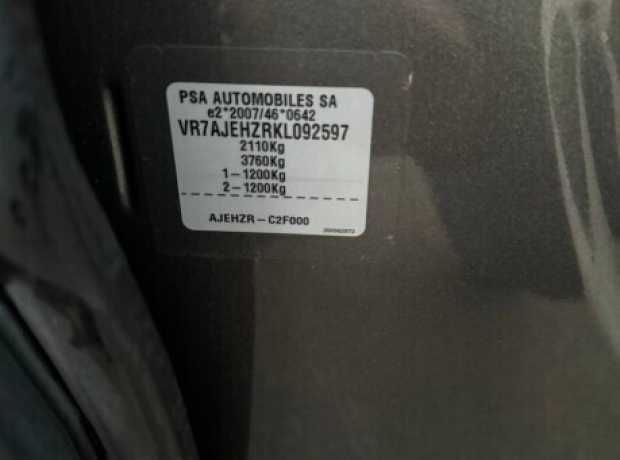 PSA AUTOMOBILES SA
e2*2007/46*0642
VR7AJEHZRKL092597
2110Kg
3760Kg
1-1200Kg
2-1200Kg
AJEHZR-C2F000